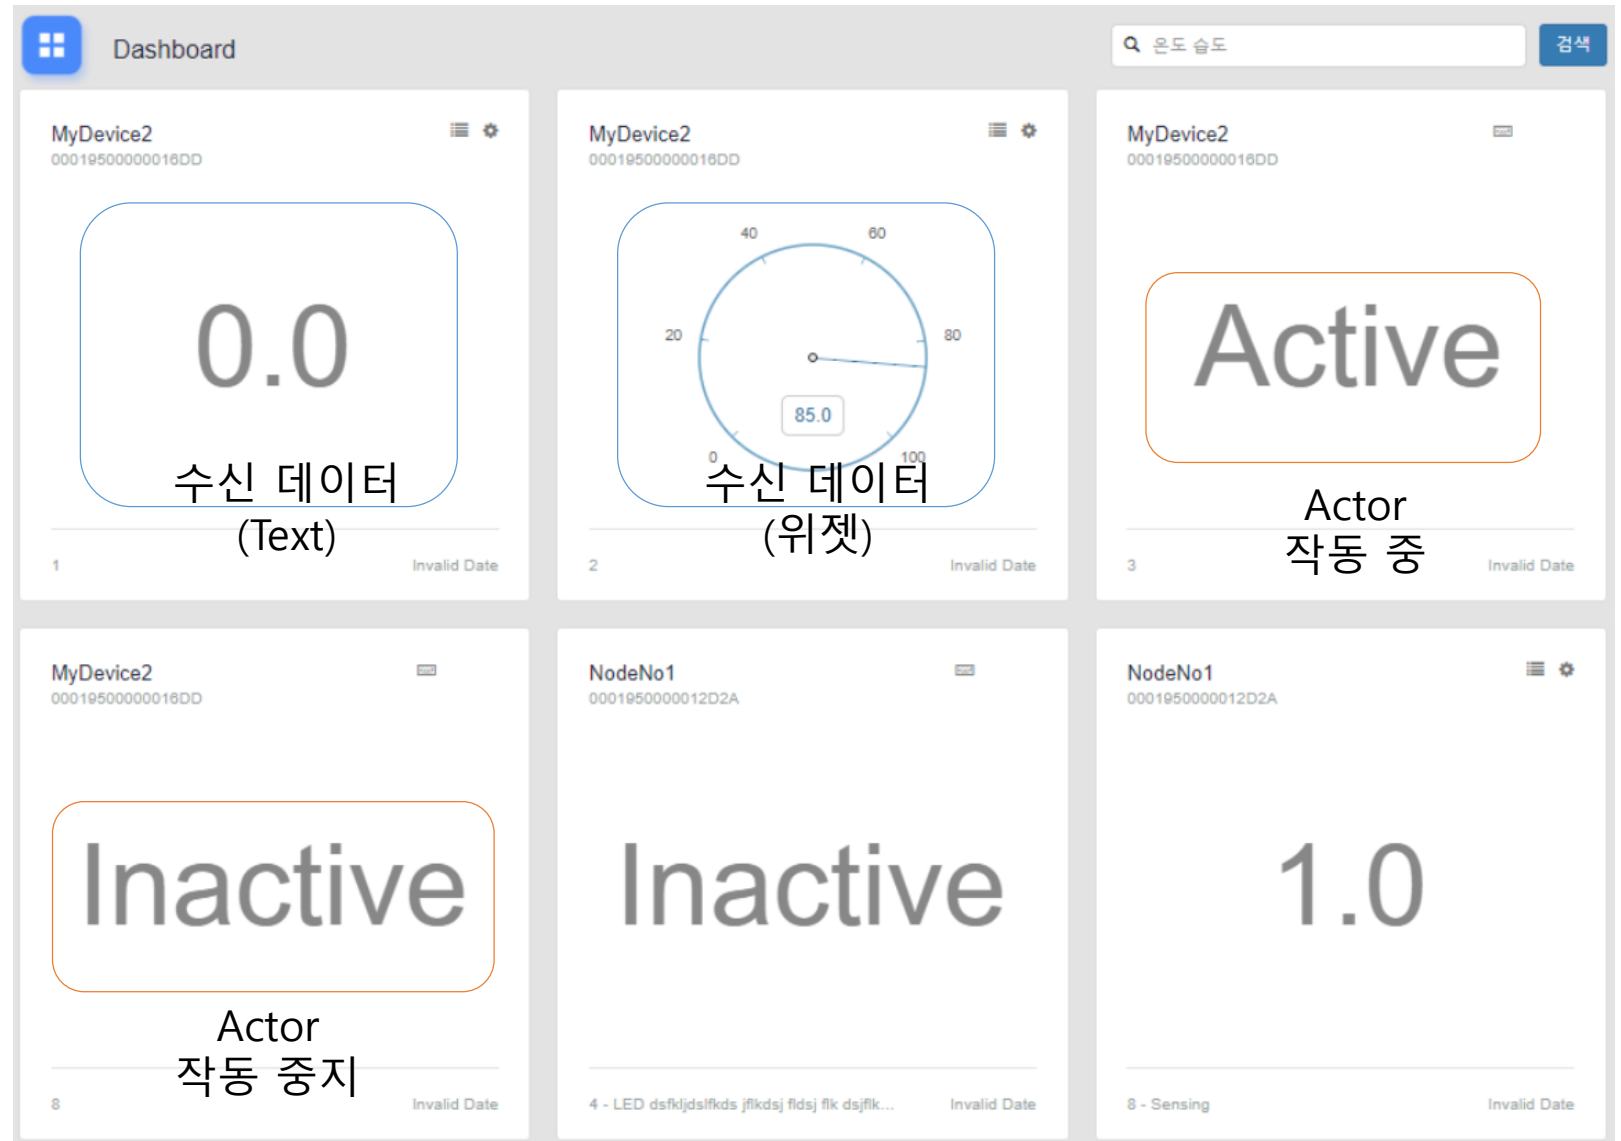 Dashboard
온도 습도
검색
MyDevice2
00019500000016DD
0.0
수신 데이터
(Text)
1
Invalid Date
MyDevice2
00019500000016DD
40
60
20
80
85.0
0
100
수신 데이터
(위젯)
2
Invalid Date
MyDevice2
00019500000016DD
Active
Actor
작동 중
3
Invalid Date
MyDevice2
00019500000016DD
Inactive
Actor
작동 중지
8
Invalid Date
NodeNo1
0001950000012D2A
Inactive
4 - LED dsfkljdslfkds jflkdsj fldsj flk dsjflk...
Invalid Date
NodeNo1
0001950000012D2A
1.0
8 - Sensing
Invalid Date